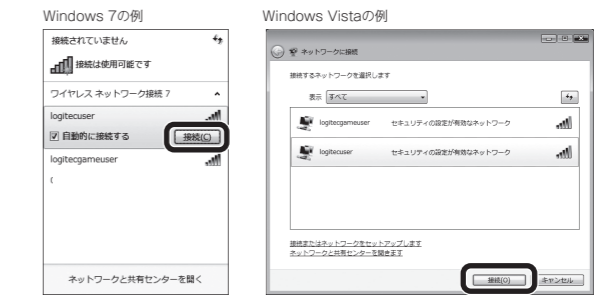 Windows 7の例
接続されていません
接続は使用可能です
ワイヤレス ネットワーク接続 7
logitecuser
自動的に接続する
接続(C)
logitecgameuser
(
ネットワークと共有センターを開く
Windows Vistaの例
ネットワークに接続
接続するネットワークを選択します
表示 すべて
logitecgameuser セキュリティの設定が有効なネットワーク
logitecuser セキュリティの設定が有効なネットワーク
接続またはネットワークをセットアップします
ネットワークと共有センターを開きます
接続(O) キャンセル